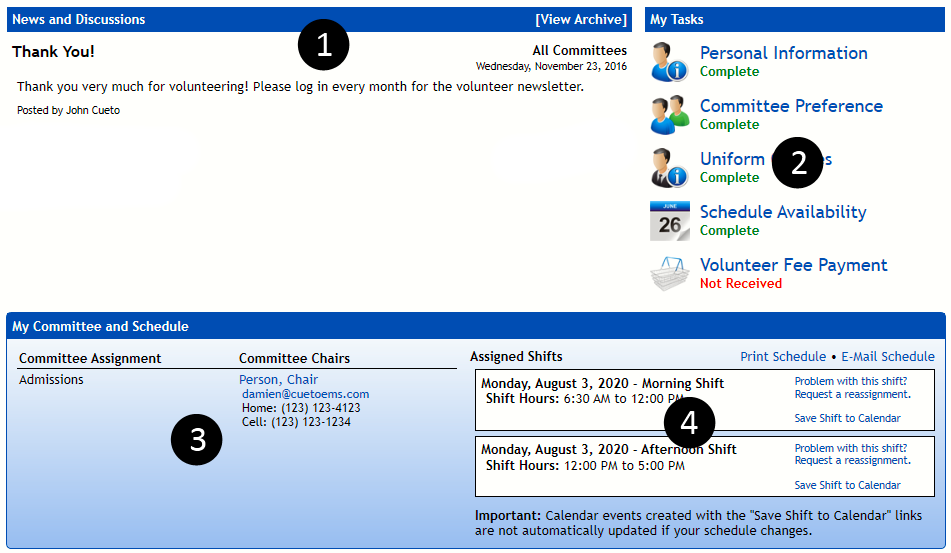 News and Discussions [View Archive]
1
Thank You! All Committees
Wednesday, November 23, 2016
Thank you very much for volunteering! Please log in every month for the volunteer newsletter.
Posted by John Cueto
My Tasks
Personal Information
Complete
Committee Preference
Complete
Uniform
2
Complete
JUNE
26
Schedule Availability
Complete
Volunteer Fee Payment
Not Received
My Committee and Schedule
Committee Assignment
Admissions
3
Committee Chairs
Person, Chair
damien@cuetoems.com
Home: (123) 123-4123
Cell: (123) 123-1234
Assigned Shifts Print Schedule • E-Mail Schedule
Monday, August 3, 2020 - Morning Shift
Shift Hours: 6:30 AM to 12:00 PM
Problem with this shift?
Request a reassignment.
Save Shift to Calendar
4
Monday, August 3, 2020 - Afternoon Shift
Shift Hours: 12:00 PM to 5:00 PM
Problem with this shift?
Request a reassignment.
Save Shift to Calendar
Important: Calendar events created with the "Save Shift to Calendar" links
are not automatically updated if your schedule changes.